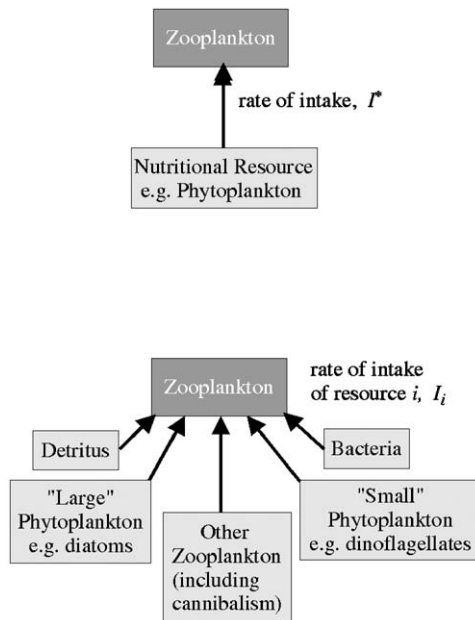 Zooplankton
rate of intake, I*
Nutritional Resource
e.g. Phytoplankton
Zooplankton
rate of intake
of resource i, Iᵢ
Detritus
Bacteria
"Large"
Phytoplankton
e.g. diatoms
Other
Zooplankton
(including
cannibalism)
"Small"
Phytoplankton
e.g. dinoflagellates